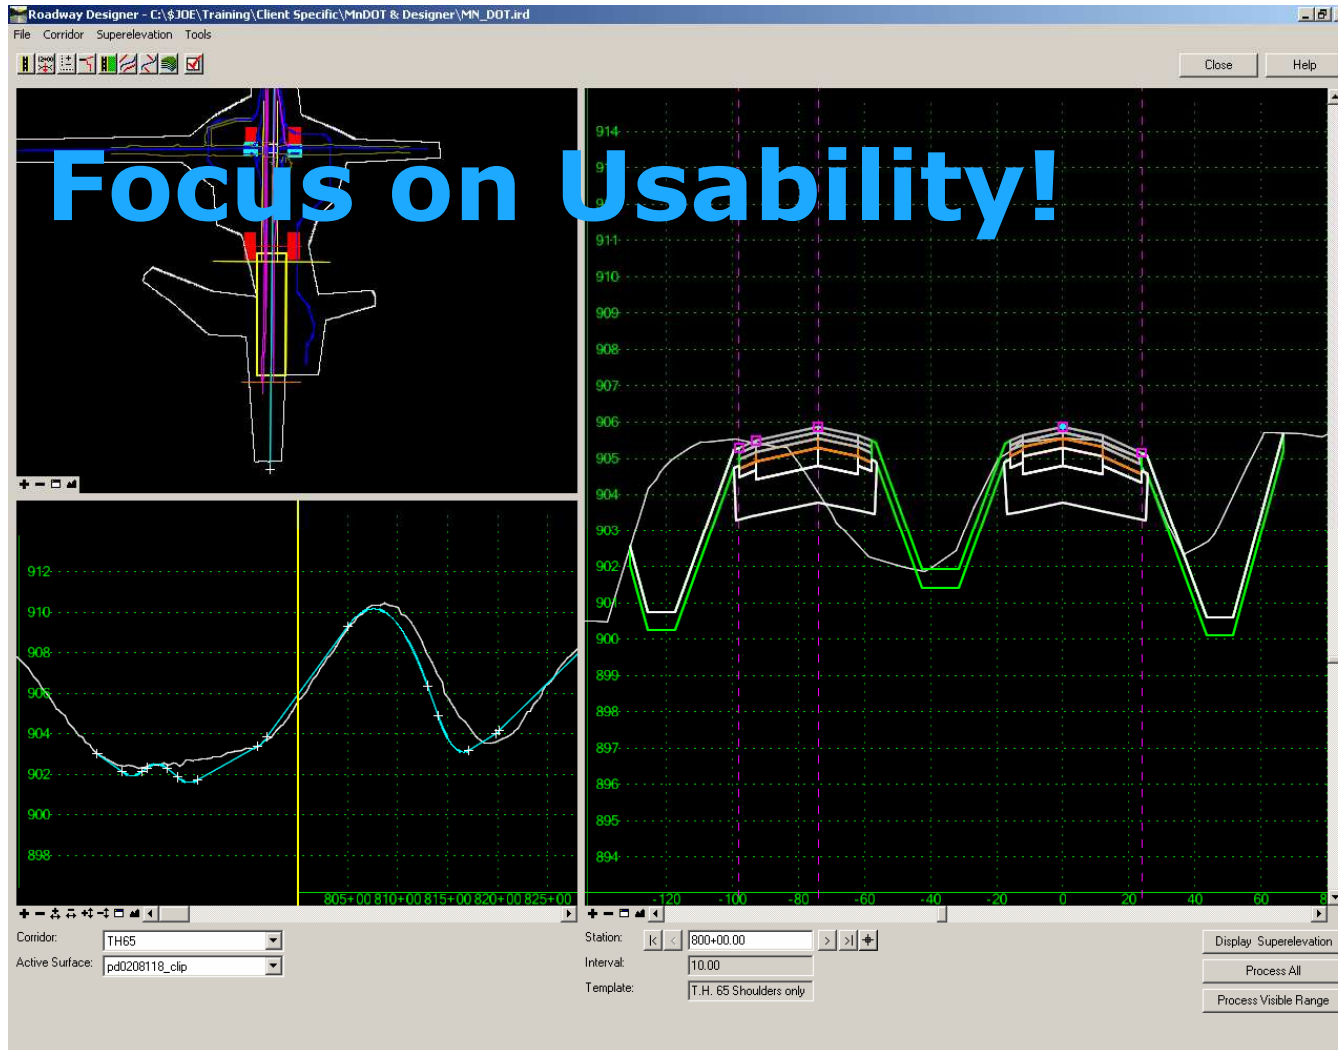 Roadway Designer - C:\$JOE\Training\Client Specific\MnDOT & Designer\MN_DOT.ird
File Corridor Superelevation Tools
Close Help
Focus on Usability!
914
911
910
909
908
907
906
905
904
903
902
901
900
899
898
897
896
895
894
-120 -100 -80 -60 -40 -20 0 20 40 60
912
910
908
906
904
902
900
898
805+00 810+00 815+00 820+00 825+00
Corridor: TH65
Active Surface: pd0208118_clip
Station: 800+00.00
Interval: 10.00
Template: T.H. 65 Shoulders only
Display Superelevation
Process All
Process Visible Range